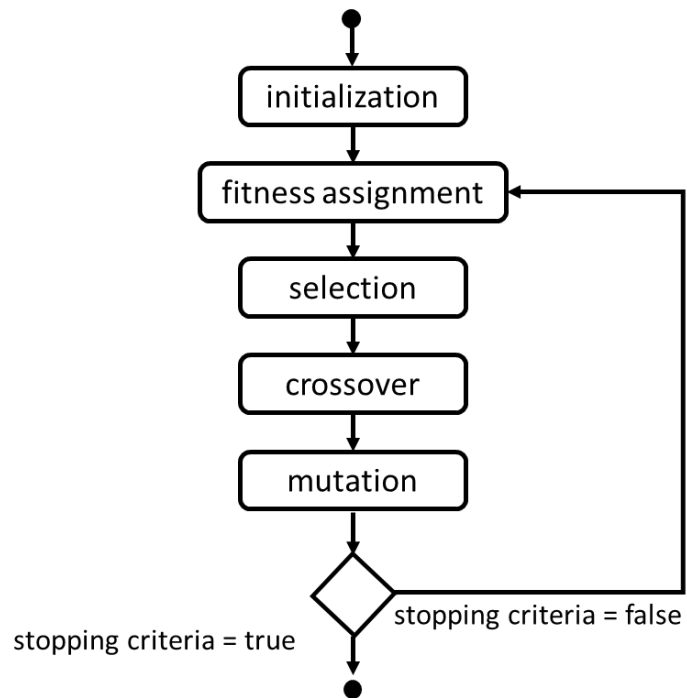 initialization
fitness assignment
selection
crossover
mutation
stopping criteria = false
stopping criteria = true